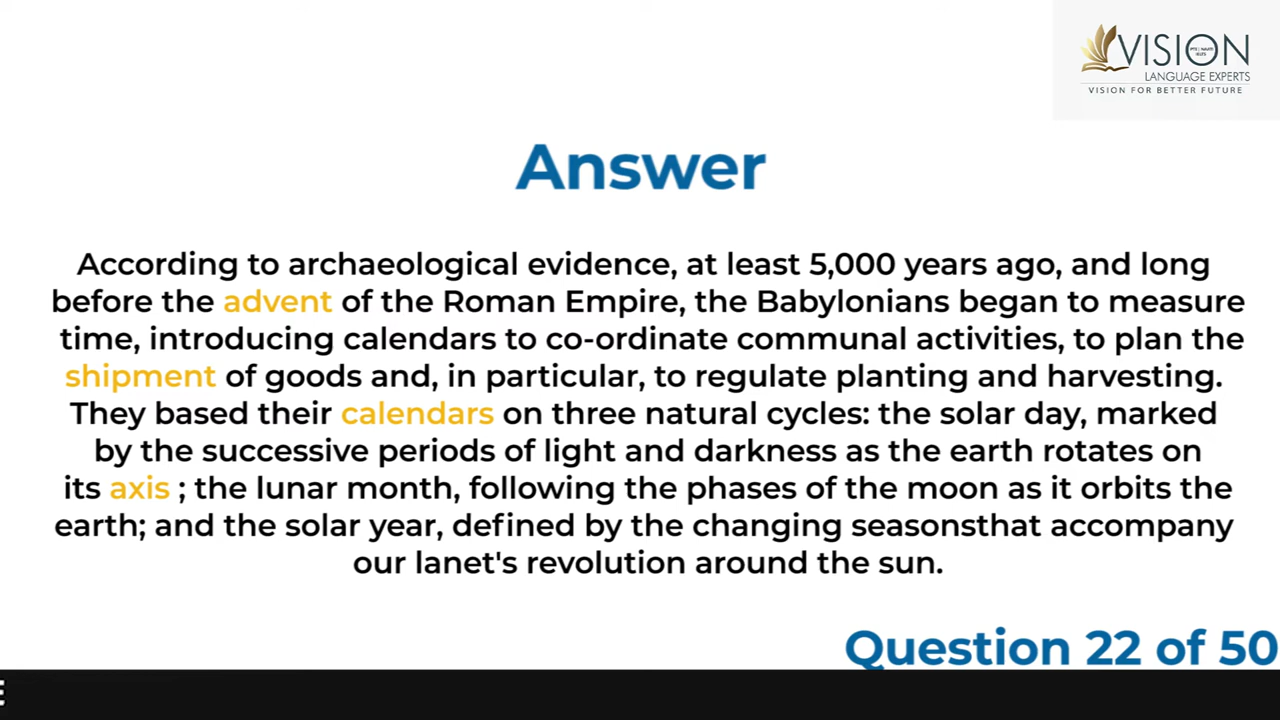 VISION
LANGUAGE EXPERTS
VISION FOR BETTER FUTURE
Answer
According to archaeological evidence, at least 5,000 years ago, and long
before the advent of the Roman Empire, the Babylonians began to measure
time, introducing calendars to co-ordinate communal activities, to plan the
shipment of goods and, in particular, to regulate planting and harvesting.
They based their calendars on three natural cycles: the solar day, marked
by the successive periods of light and darkness as the earth rotates on
its axis ; the lunar month, following the phases of the moon as it orbits the
earth; and the solar year, defined by the changing seasonsthat accompany
our lanet's revolution around the sun.
Question 22 of 50